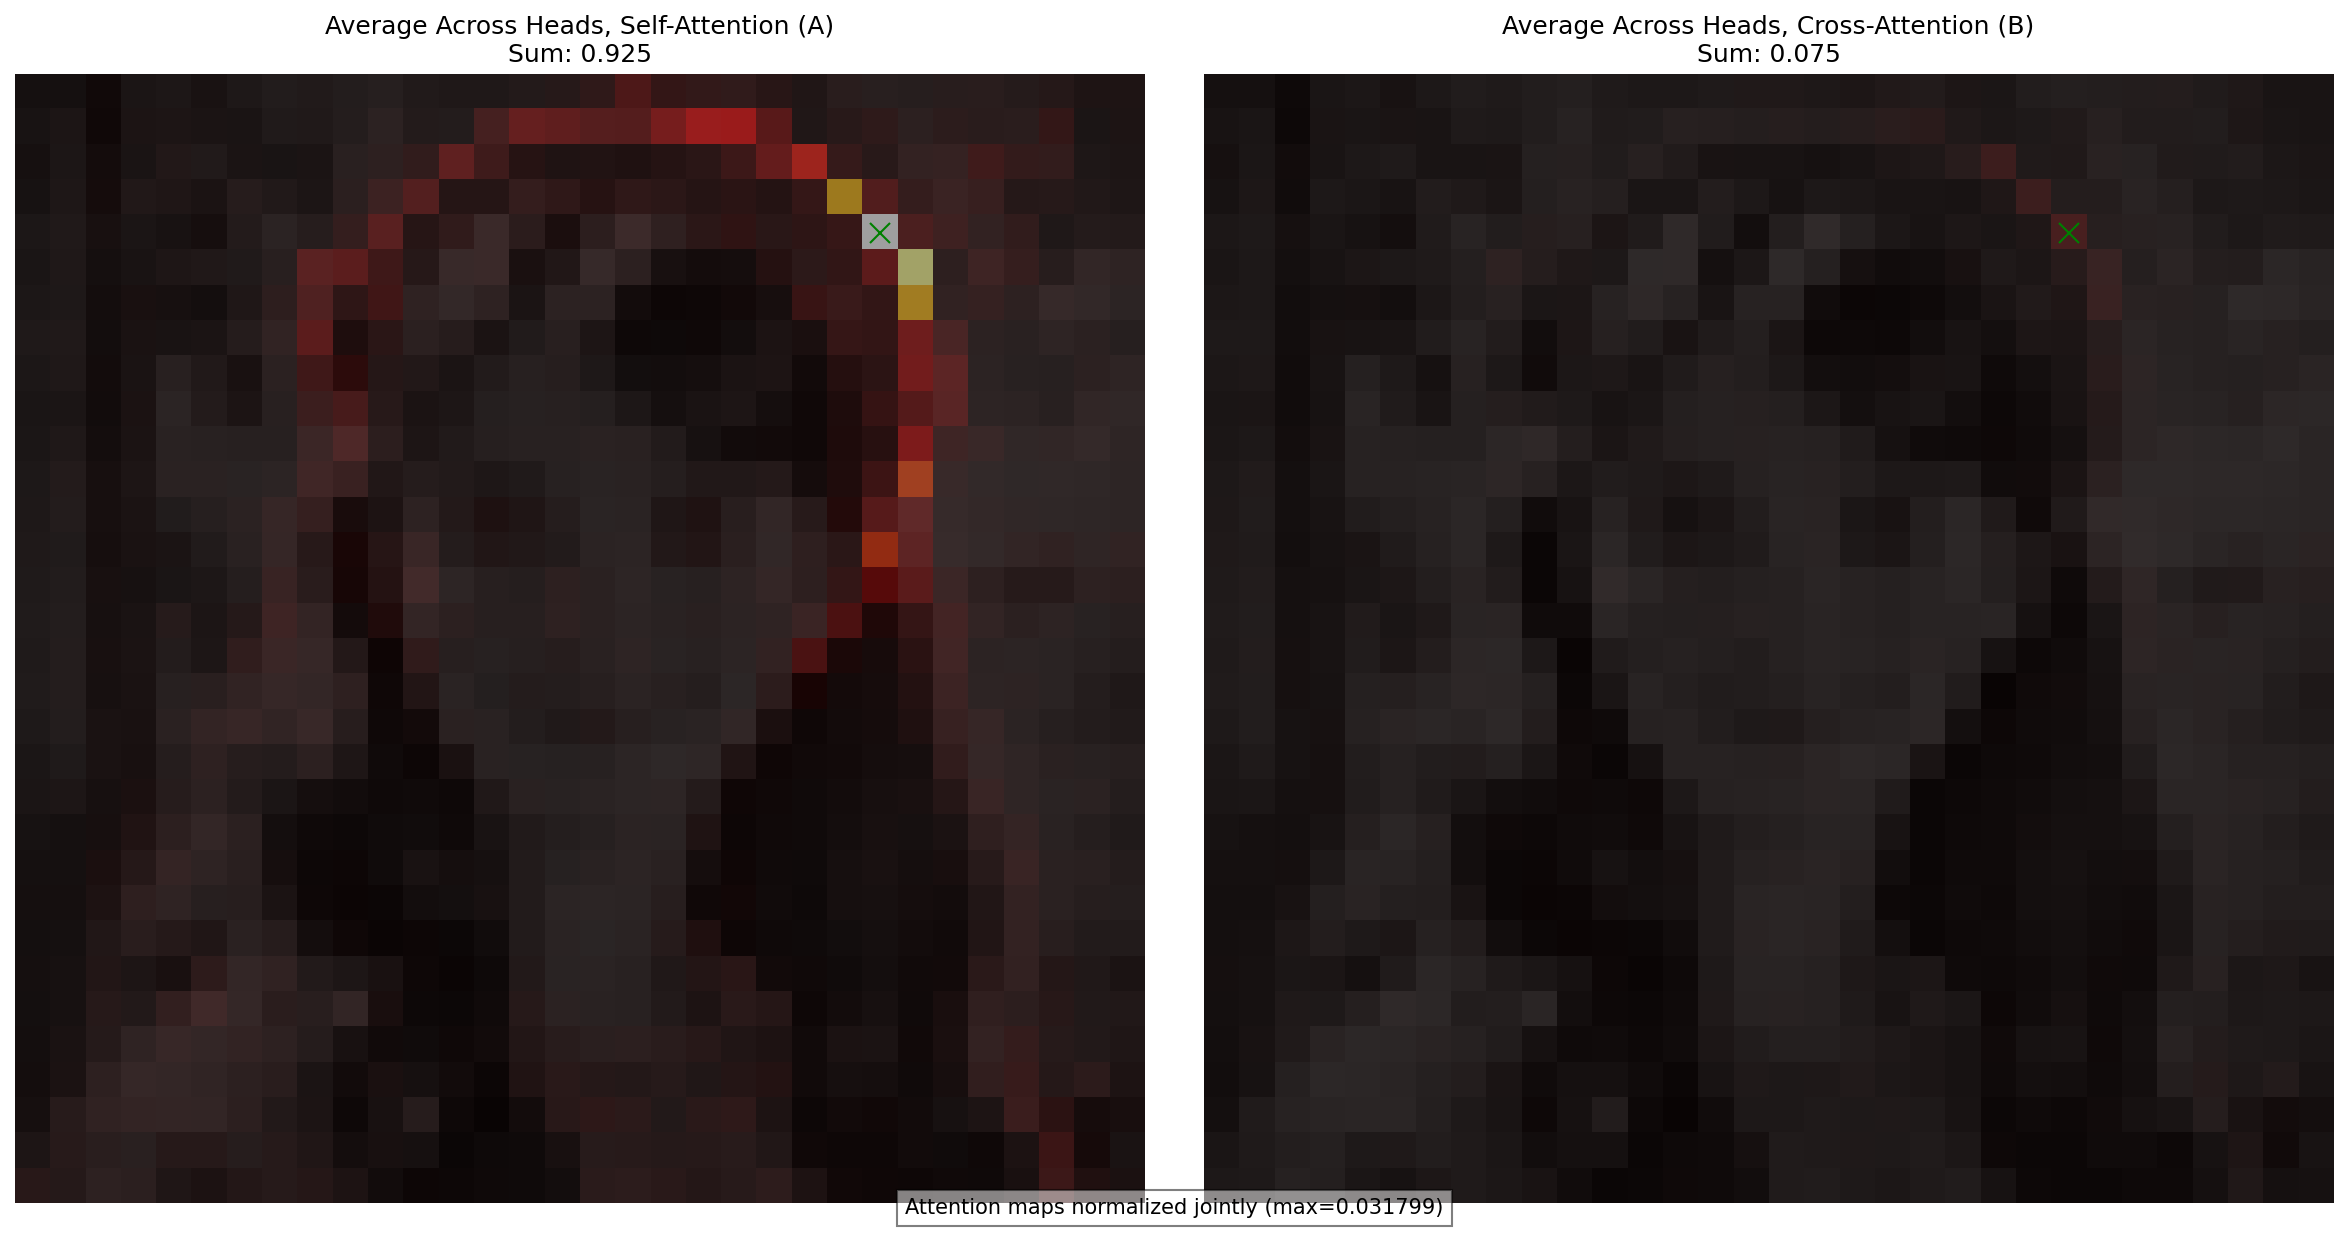 Average Across Heads, Self-Attention (A)
Sum: 0.925
Average Across Heads, Cross-Attention (B)
Sum: 0.075
Attention maps normalized jointly (max=0.031799)